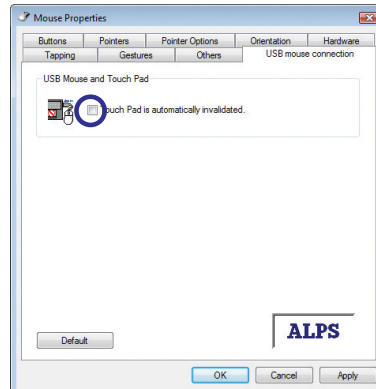 Mouse Properties
Buttons Pointers Pointer Options Orientation Hardware
Tapping Gestures Others USB mouse connection
USB Mouse and Touch Pad
Touch Pad is automatically invalidated.
ALPS
Default
OK Cancel Apply